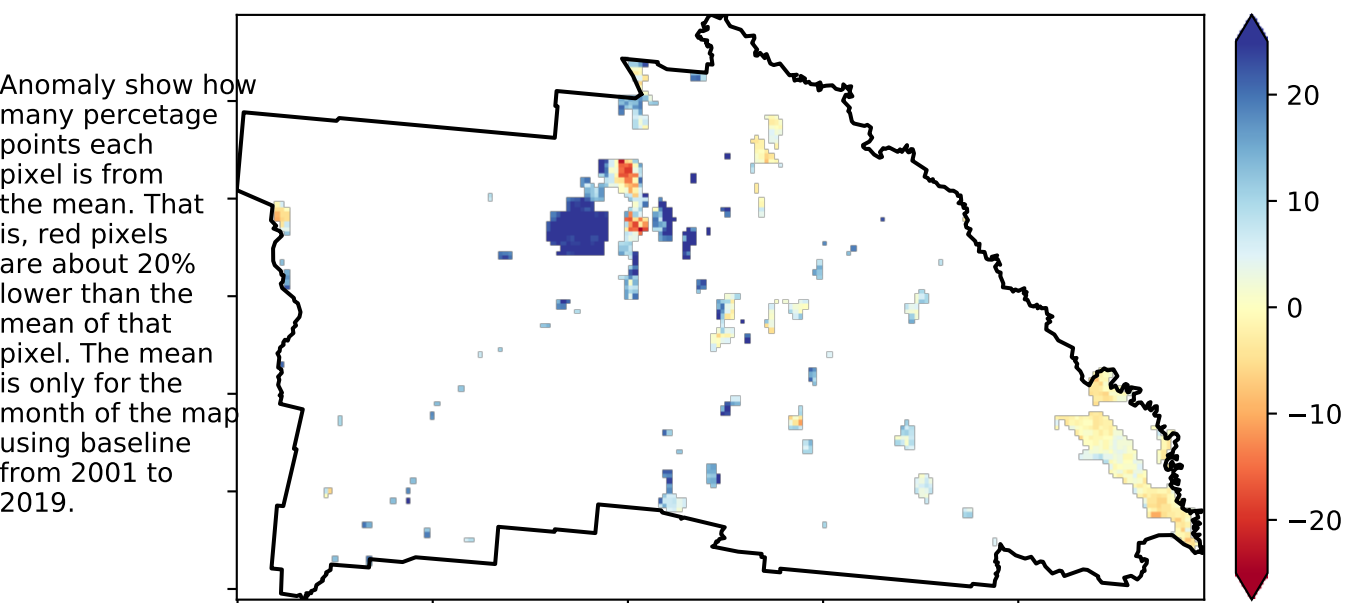 Anomaly show how
many percetage
points each
pixel is from
the mean. That
is, red pixels
are about 20%
lower than the
mean of that
pixel. The mean
is only for the
month of the map
using baseline
from 2001 to
2019.
20
10
0
−10
−20